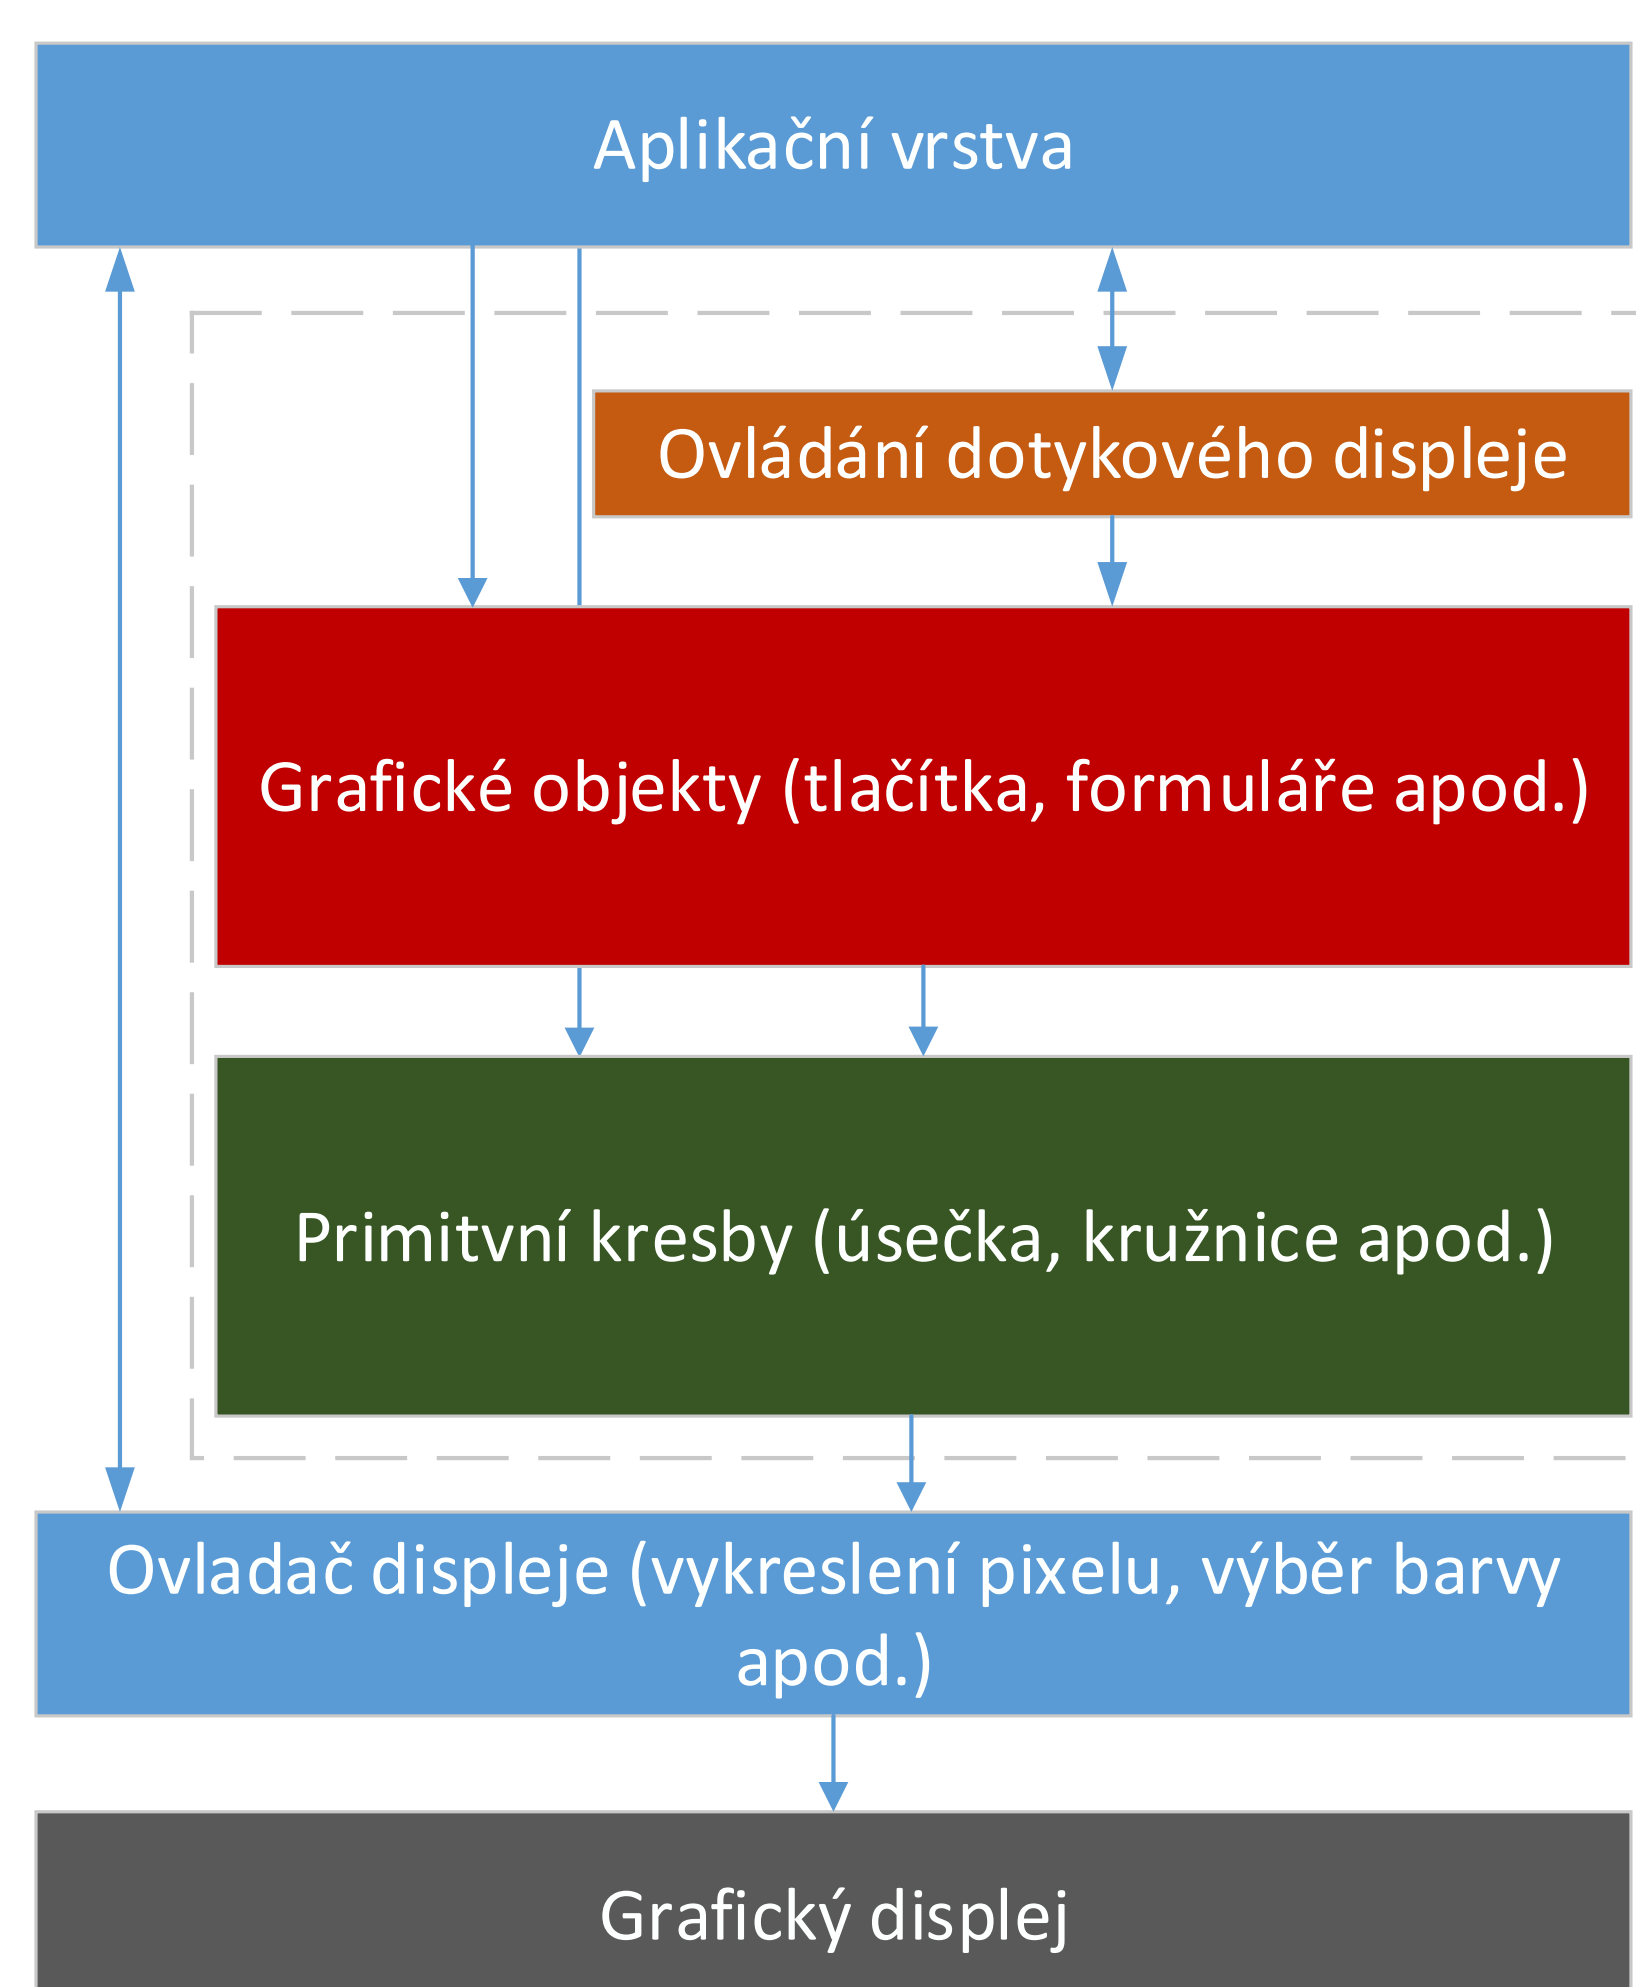 Aplikační vrstva
Ovládání dotykového displeje
Grafické objekty (tlačítka, formuláře apod.)
Primitvní kresby (úsečka, kružnice apod.)
Ovladač displeje (vykreslení pixelu, výběr barvy
apod.)
Grafický displej